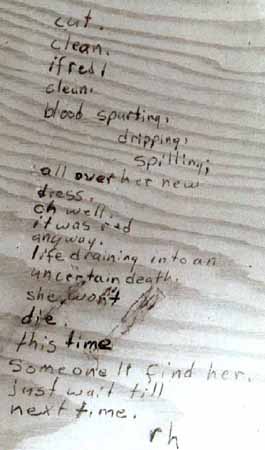 cut.
clean.
if red,
clean.
blood spurting,
dripping,
spilling;
all over her new
dress.
oh well.
it was red
anyway.
life draining into an
uncertain death.
she won't
die.
this time
someone'll find her.
just wait till
next time.
rh